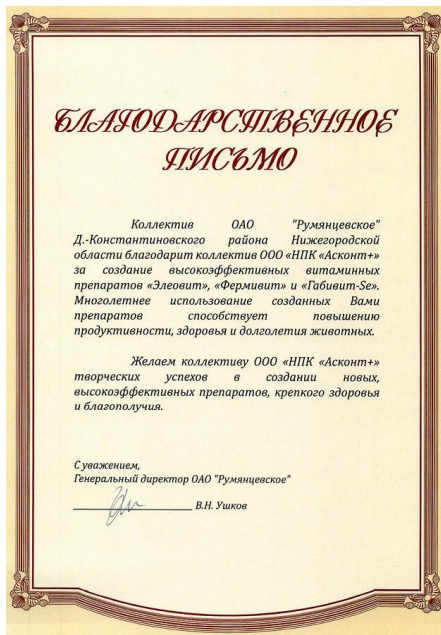 БЛАГОДАРСТВЕННОЕ
ПИСЬМО
Коллектив ОАО "Румянцевское"
Д.-Константиновского района Нижегородской
области благодарит коллектив ООО «НПК «Асконт+»
за создание высокоэффективных витаминных
препаратов «Элеовит», «Фермивит» и «Габивит-Se».
Многолетнее использование созданных Вами
препаратов способствует повышению
продуктивности, здоровья и долголетия животных.
Желаем коллективу ООО «НПК «Асконт+»
творческих успехов в создании новых,
высокоэффективных препаратов, крепкого здоровья
и благополучия.
С уважением,
Генеральный директор ОАО "Румянцевское"
В.Н. Ушков